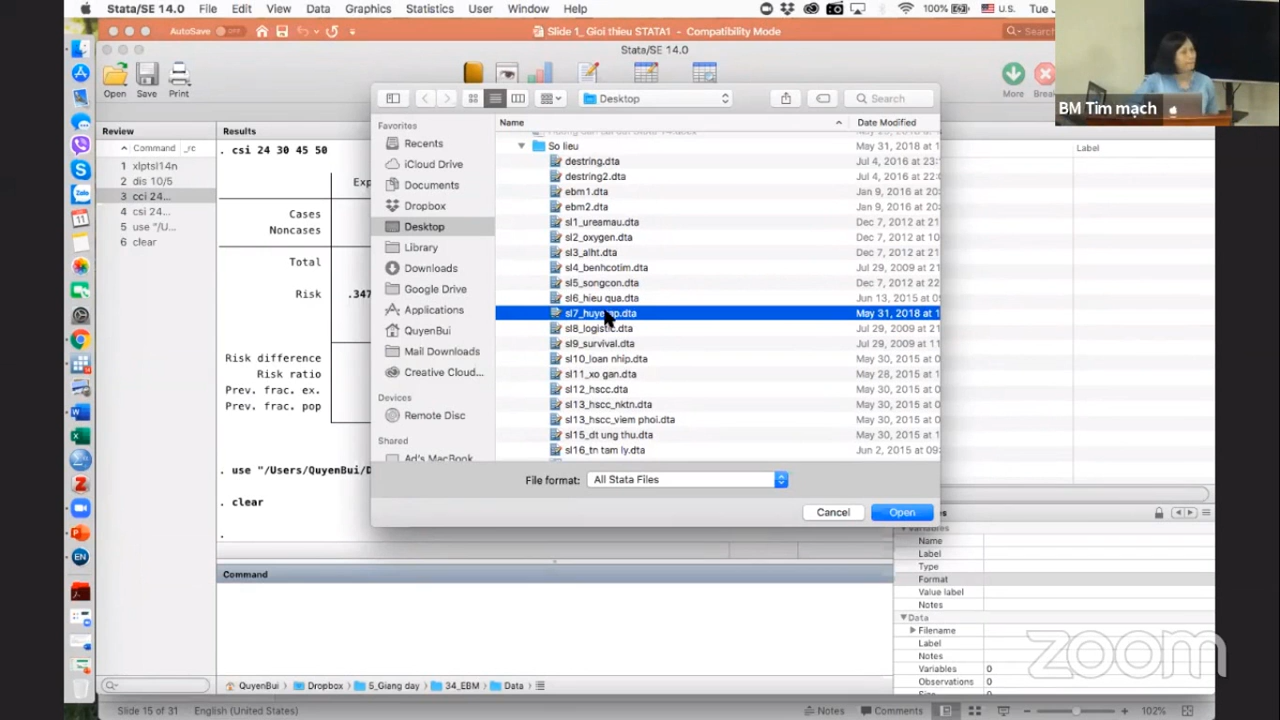 Stata/SE 14.0 File Edit View Data Graphics Statistics User Window Help 100% U.S. Tue
AutoSave OFF Slide 1_ Gioi thieu STATA1 - Compatibility Mode Search
Stata/SE 14.0
Open Save Print More
BM Tim mạch
Review
Command _rc
1 xlptsl14n
2 dis 10/5
3 cci 24...
4 csi 24...
5 use "/U...
6 clear
Results
. csi 24 30 45 50
Cases
Noncases
Total
Risk
Risk difference
Risk ratio
Prev. frac. ex.
Prev. frac. pop
. use "/Users/QuyenBui/D
. clear
.
Command
Desktop
Search
Favorites
Recents
iCloud Drive
Documents
Dropbox
Desktop
Library
Downloads
Google Drive
Applications
QuyenBui
Mail Downloads
Creative Cloud...
Devices
Remote Disc
Shared
Ad's MacBook
Name Date Modified
So lieu May 31, 2018 at
destring.dta Jul 4, 2016 at 23:
destring2.dta Jul 4, 2016 at 22:
ebm1.dta Jan 9, 2016 at 20:
ebm2.dta Jan 9, 2016 at 20:
sl1_ureamau.dta Dec 7, 2012 at 21
sl2_oxygen.dta Dec 7, 2012 at 10
sl3_alht.dta Dec 7, 2012 at 21
sl4_benhcotim.dta Jul 29, 2009 at 21
sl5_songcon.dta Dec 7, 2012 at 21
sl6_hieu qua.dta Jun 13, 2015 at 0
May 31, 2018 at 1
sl8_logistic.dta Jul 29, 2009 at 21
sl9_survival.dta Jul 29, 2009 at 21
sl10_loan nhip.dta May 30, 2015 at 0
sl11_xo gan.dta May 28, 2015 at
sl12_hscc.dta May 30, 2015 at 0
sl13_hscc_nktn.dta May 30, 2015 at 0
sl13_hscc_viem phoi.dta May 30, 2015 at 0
sl15_dt ung thu.dta May 30, 2015 at 0
sl16_tn tam ly.dta Jun 2, 2015 at 09:
File format: All Stata Files
Cancel Open
Label
Variables
Name
Label
Type
Format
Value label
Notes
Data
Filename
Label
Notes
Variables 0
Observations 0
QuyenBui Dropbox 5_Giang day 34_EBM Data
Slide 15 of 31 English (United States) Notes Comments 102%
zoom